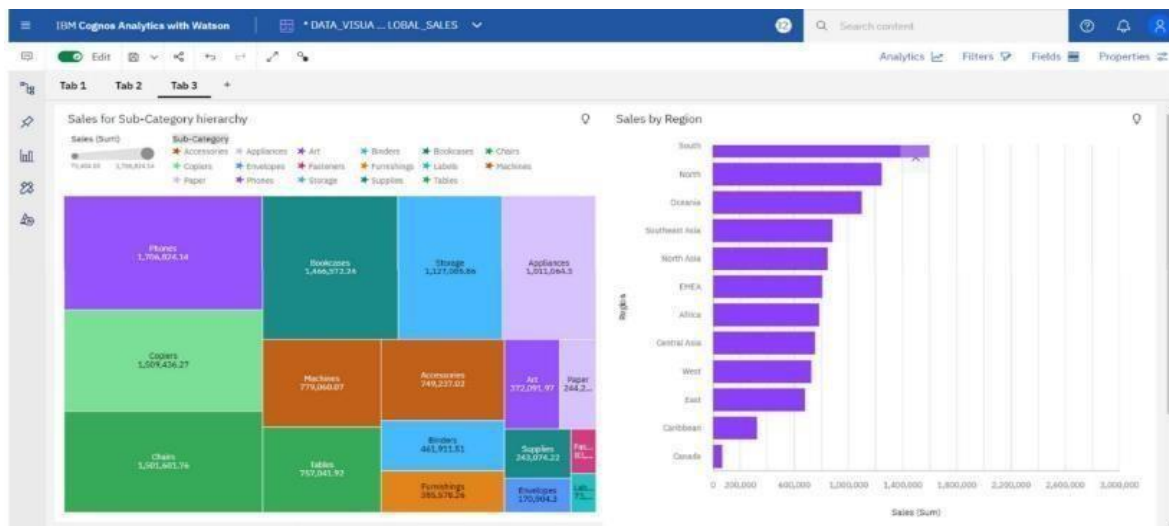 IBM Cognos Analytics with Watson
* DATA_VISUA ... LOBAL_SALES
Search content
Edit
Analytics
Filters
Fields
Properties
Tab 1
Tab 2
Tab 3
+
Sales for Sub-Category hierarchy
Sales (Sum)
1,706,824.14
Sub-Category
Accessories Appliances Art Binders Bookcases Chairs
Copiers Envelopes Fasteners Furnishings Labels Machines
Paper Phones Storage Supplies Tables
Phones
1,706,824.14
Bookcases
1,466,572.24
Storage
Appliances
Copiers
1,509,436.27
Machines
779,060.07
Accessories
749,237.02
Art
372,091.97
Paper
244,2...
Chairs
1,501,681.76
Tables
757,041.92
Binders
461,911.51
Supplies
243,074.22
Fas...
Furnishings
385,578.26
Envelopes
170,904.3
Lab...
Sales by Region
South
North
Oceania
Southeast Asia
North Asia
EMEA
Africa
Central Asia
West
East
Caribbean
Canada
Region
0 200,000 600,000 1,000,000 1,400,000 1,800,000 2,200,000 2,600,000 3,000,000
Sales (Sum)